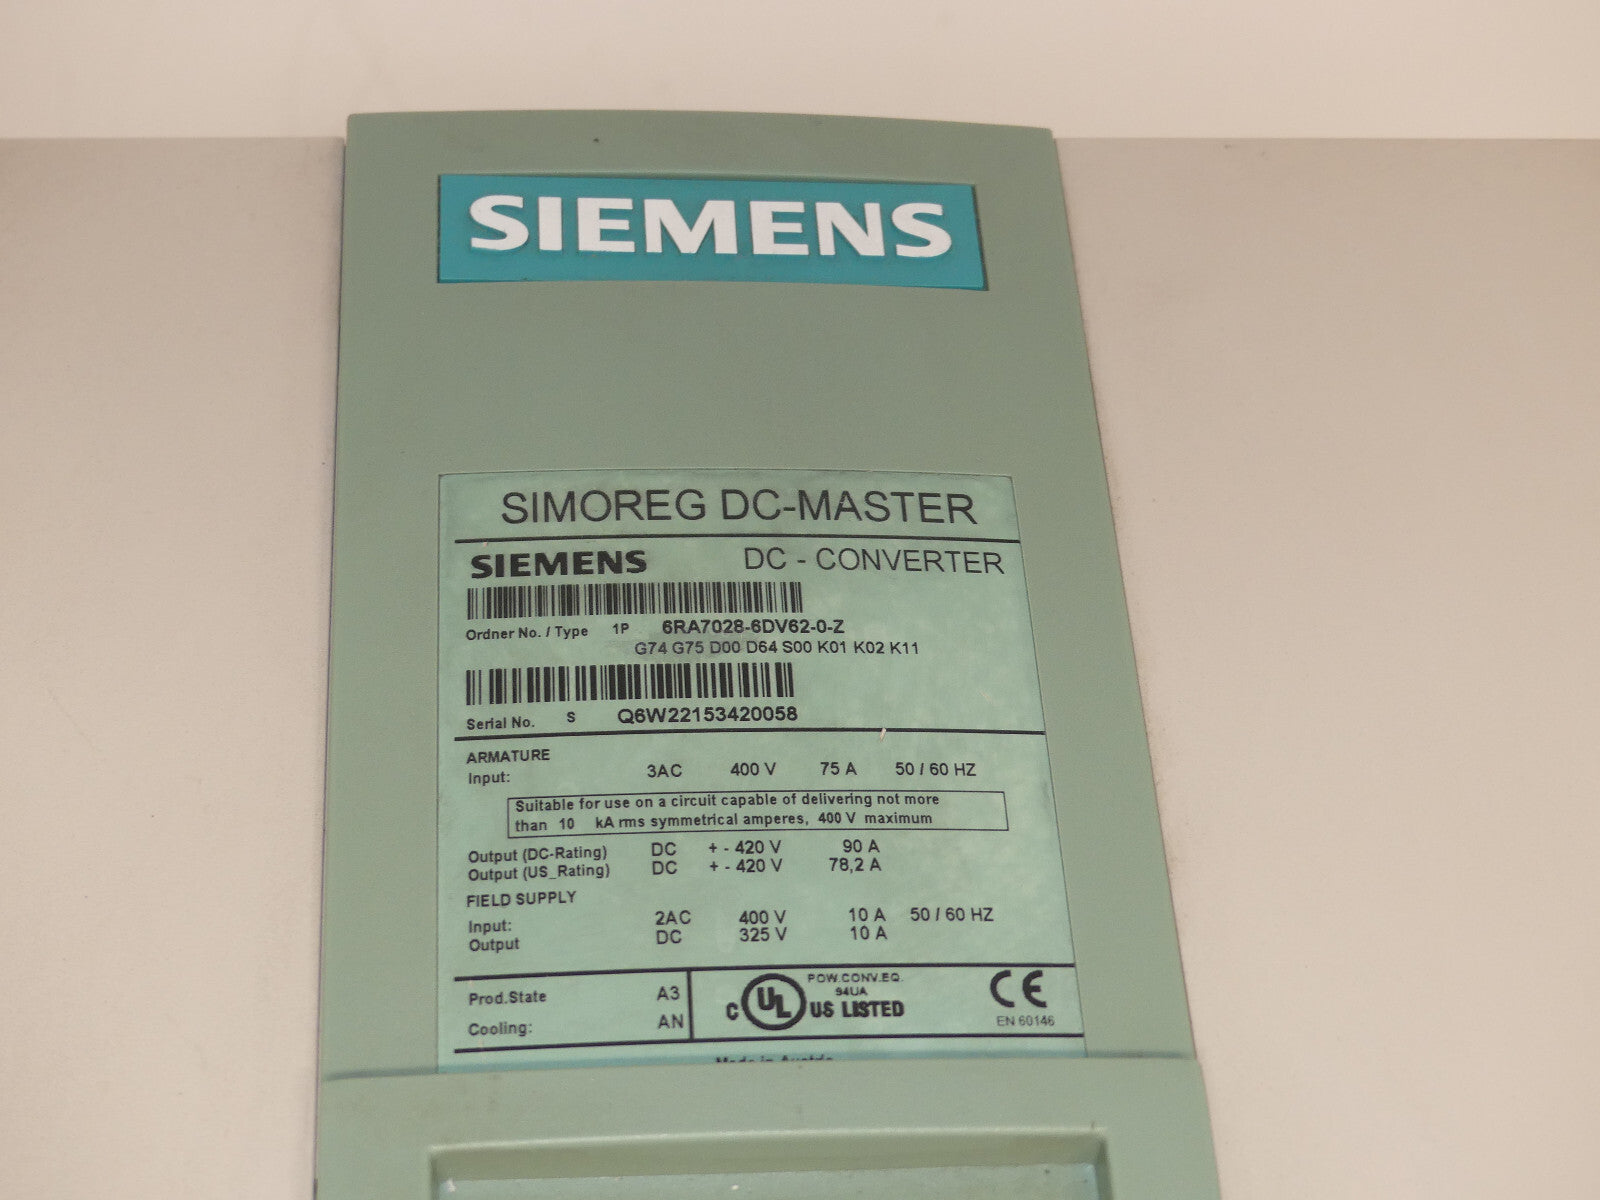 SIEMENS
SIMOREG DC-MASTER
SIEMENS DC - CONVERTER
Ordner No. / Type 1P 6RA7028-6DV62-0-Z
G74 G75 D00 D64 S00 K01 K02 K11
Serial No. S Q6W22153420058
ARMATURE
Input: 3AC 400 V 75 A 50 / 60 HZ
Suitable for use on a circuit capable of delivering not more
than 10 kA rms symmetrical amperes, 400 V maximum
Output (DC-Rating) DC + - 420 V 90 A
Output (US_Rating) DC + - 420 V 78,2 A
FIELD SUPPLY
Input: 2AC 400 V 10 A 50 / 60 HZ
Output DC 325 V 10 A
Prod.State A3
Cooling: AN
C UL US LISTED
POW.CONV.EQ.
94UA
CE
EN 60146
Made in Austria